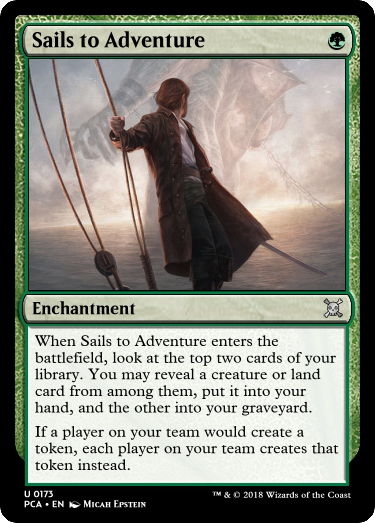 Sails to Adventure
Enchantment
When Sails to Adventure enters the
battlefield, look at the top two cards of your
library. You may reveal a creature or land
card from among them, put it into your
hand, and the other into your graveyard.
If a player on your team would create a
token, each player on your team creates that
token instead.
U 0173
PCA • EN Micah Epstein
™ & © 2018 Wizards of the Coast